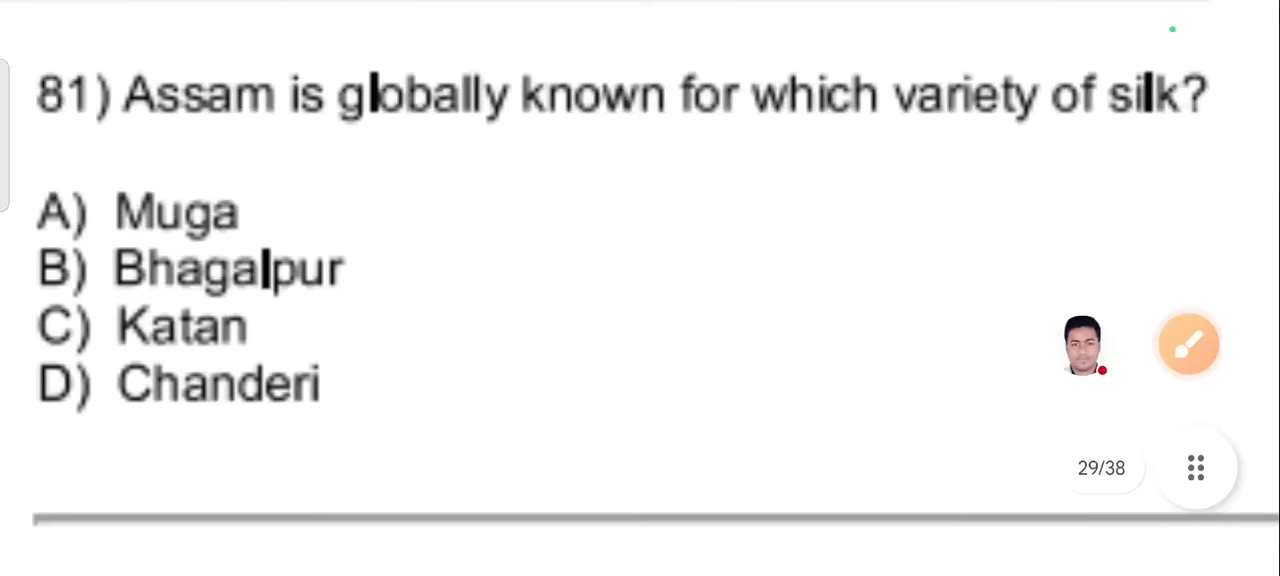 81) Assam is globally known for which variety of silk?
A) Muga
B) Bhagalpur
C) Katan
D) Chanderi
29/38